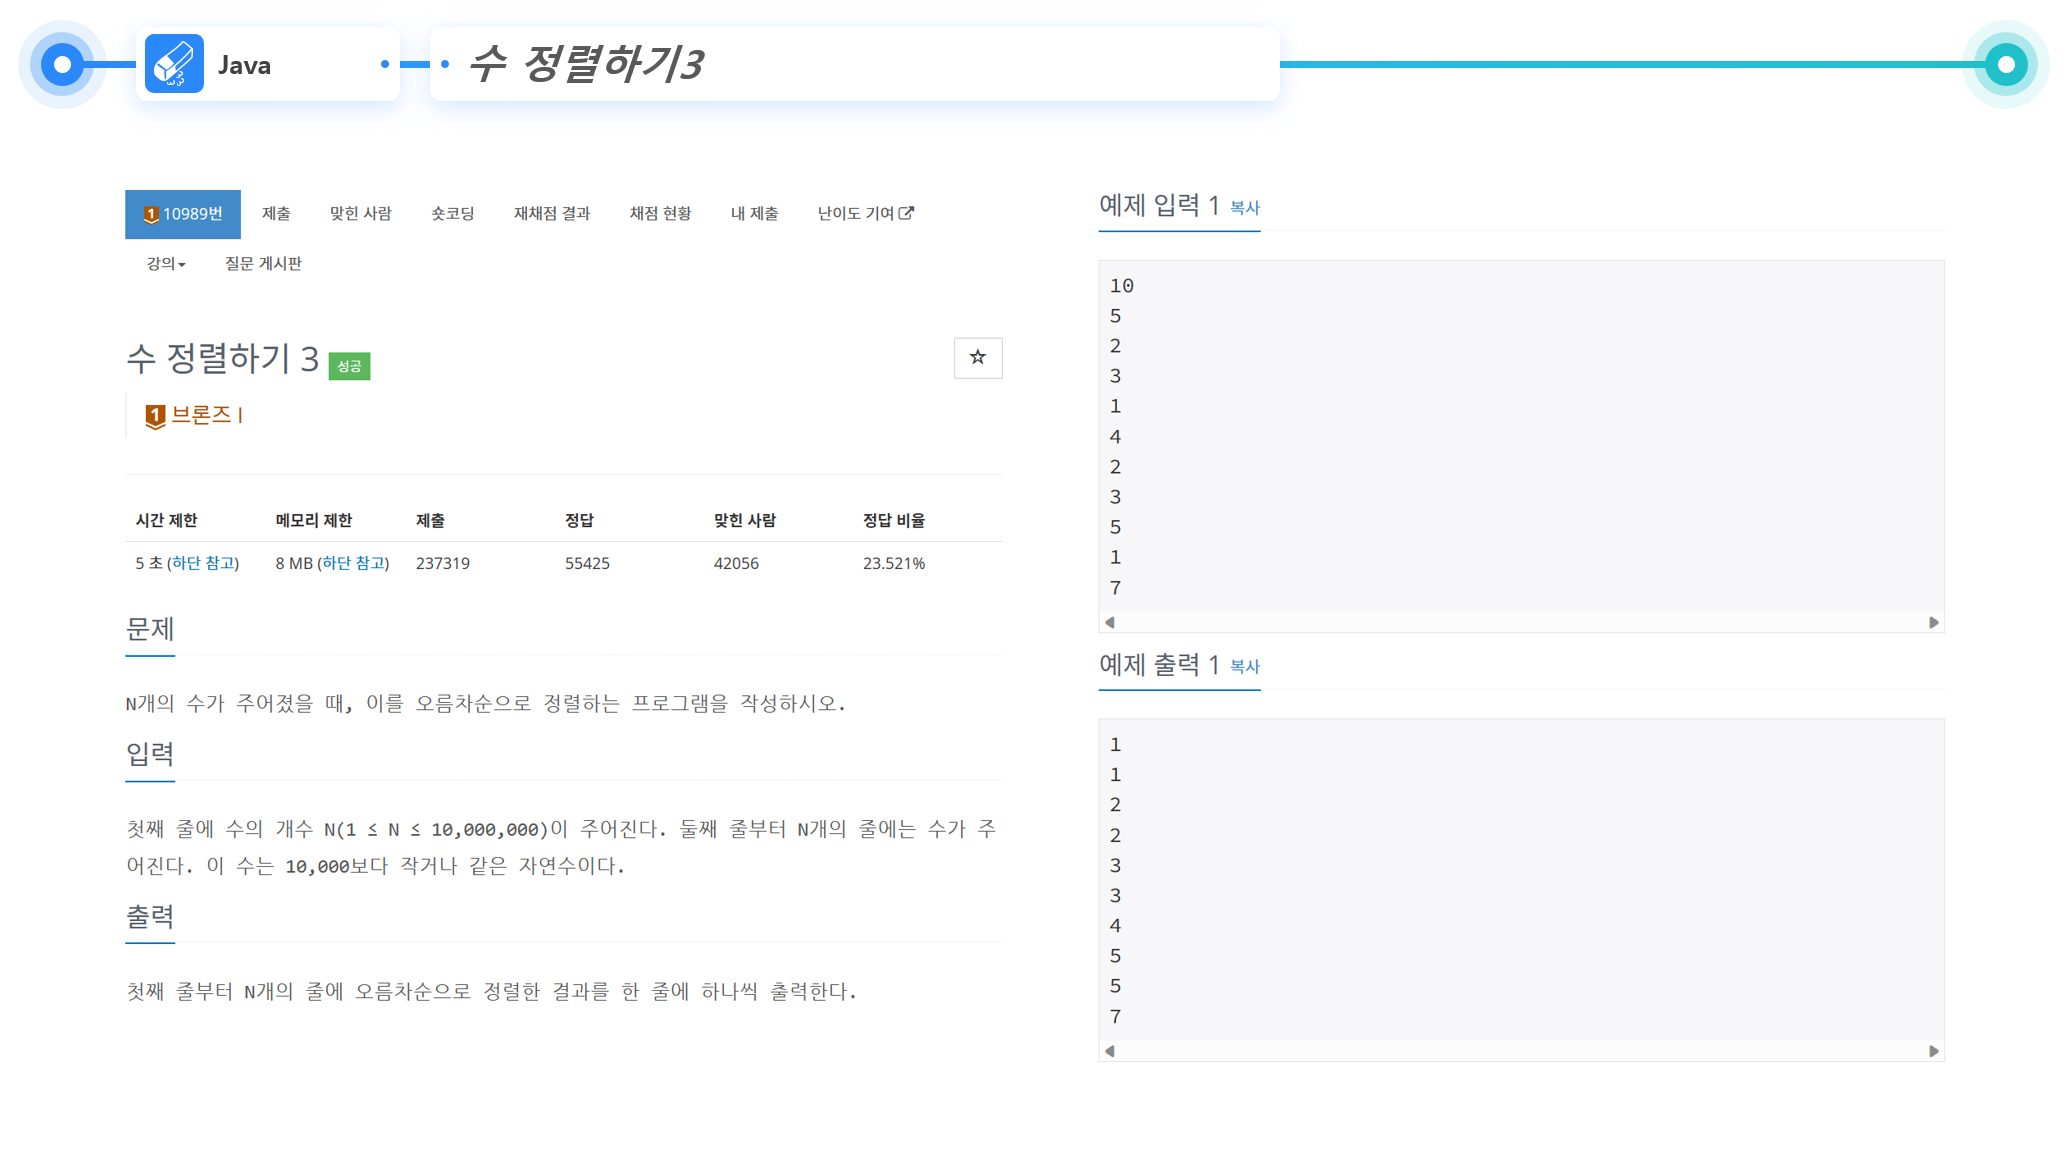 Java
수 정렬하기3
10989번 제출 맞힌 사람 숏코딩 재채점 결과 채점 현황 내 제출 난이도 기여
강의 질문 게시판
수 정렬하기 3 성공
1 브론즈 I
시간 제한 메모리 제한 제출 정답 맞힌 사람 정답 비율
5 초 (하단 참고) 8 MB (하단 참고) 237319 55425 42056 23.521%
문제
N개의 수가 주어졌을 때, 이를 오름차순으로 정렬하는 프로그램을 작성하시오.
입력
첫째 줄에 수의 개수 N(1 ≤ N ≤ 10,000,000)이 주어진다. 둘째 줄부터 N개의 줄에는 수가 주
어진다. 이 수는 10,000보다 작거나 같은 자연수이다.
출력
첫째 줄부터 N개의 줄에 오름차순으로 정렬한 결과를 한 줄에 하나씩 출력한다.
예제 입력 1 복사
10
5
2
3
1
4
2
3
5
1
7
예제 출력 1 복사
1
1
2
2
3
3
4
5
5
7